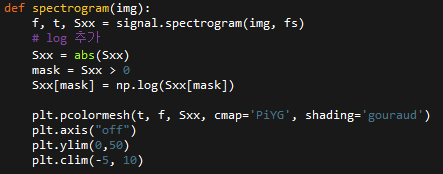 def spectrogram(img):
    f, t, Sxx = signal.spectrogram(img, fs)
    # log 추가
    Sxx = abs(Sxx)
    mask = Sxx > 0
    Sxx[mask] = np.log(Sxx[mask])

    plt.pcolormesh(t, f, Sxx, cmap='PiYG', shading='gouraud')
    plt.axis("off")
    plt.ylim(0,50)
    plt.clim(-5, 10)